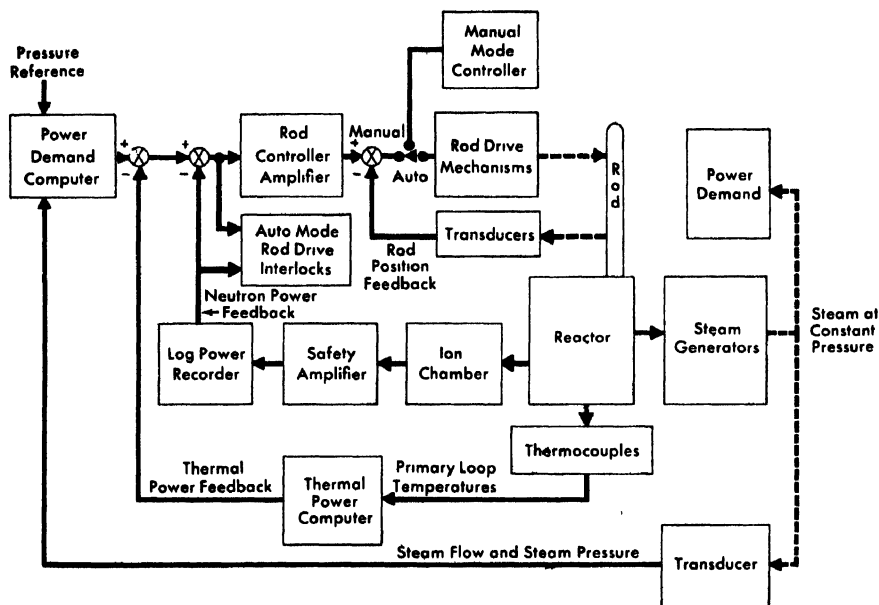 Pressure
Reference
Manual
Mode
Controller
Power
Demand
Computer
+
-
+
-
Rod
Controller
Amplifier
Manual
+
-
Auto
Rod Drive
Mechanisms
Rod
Power
Demand
Auto Mode
Rod Drive
Interlocks
Transducers
Rod
Position
Feedback
Neutron Power
Feedback
Log Power
Recorder
Safety
Amplifier
Ion
Chamber
Reactor
Steam
Generators
Steam at
Constant
Pressure
Thermocouples
Thermal
Power Feedback
Thermal
Power
Computer
Primary Loop
Temperatures
Steam Flow and Steam Pressure
Transducer